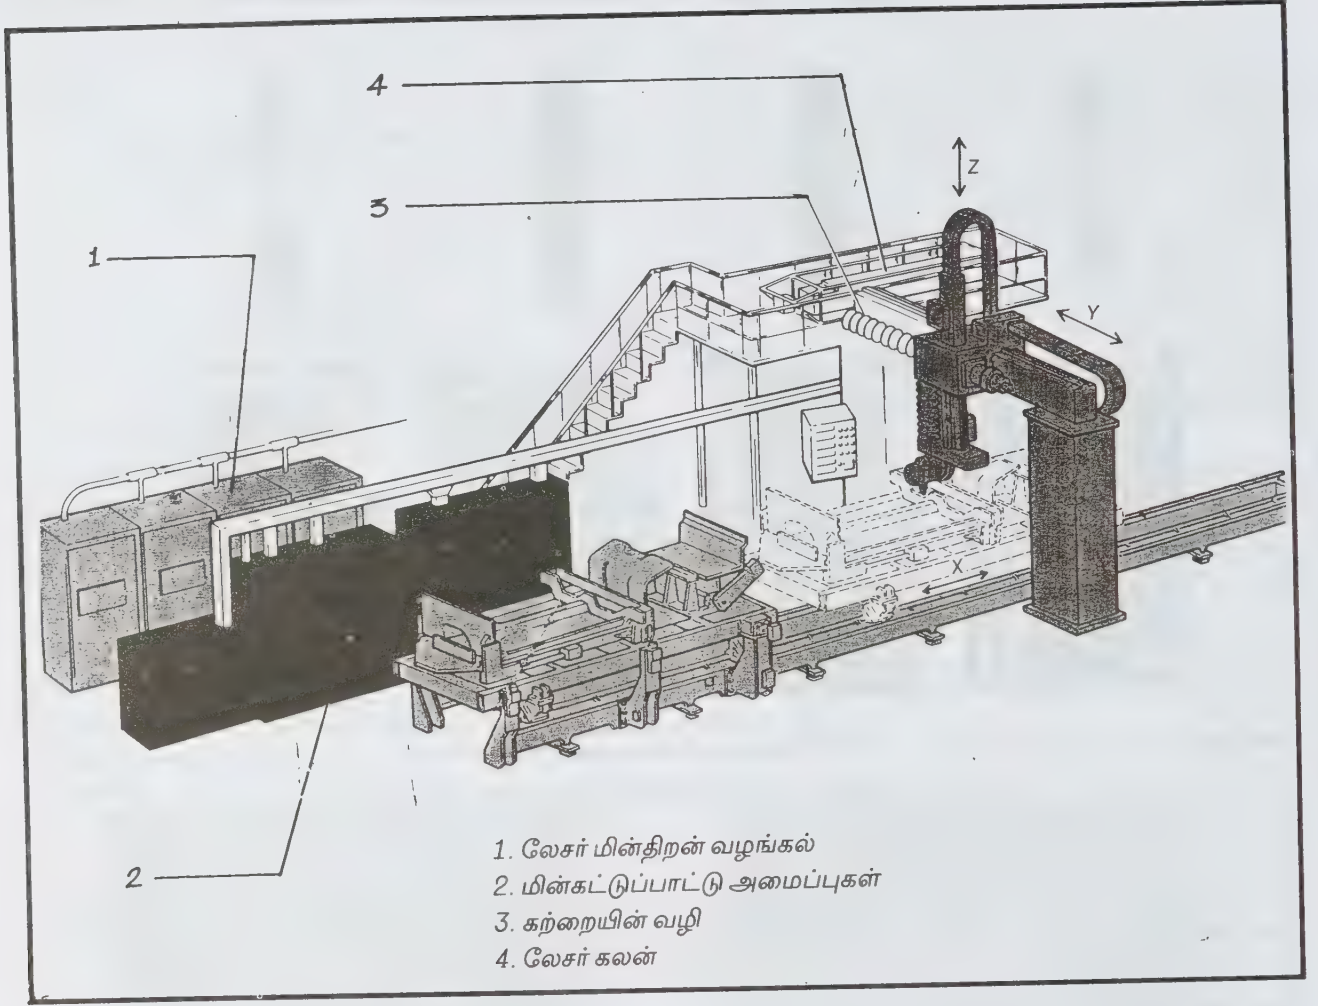 4
Z
3
1
Y
X
2
1. லேசர் மின்திறன் வழங்கல்
2. மின்கட்டுப்பாட்டு அமைப்புகள்
3. கற்றையின் வழி
4. லேசர் கலன்